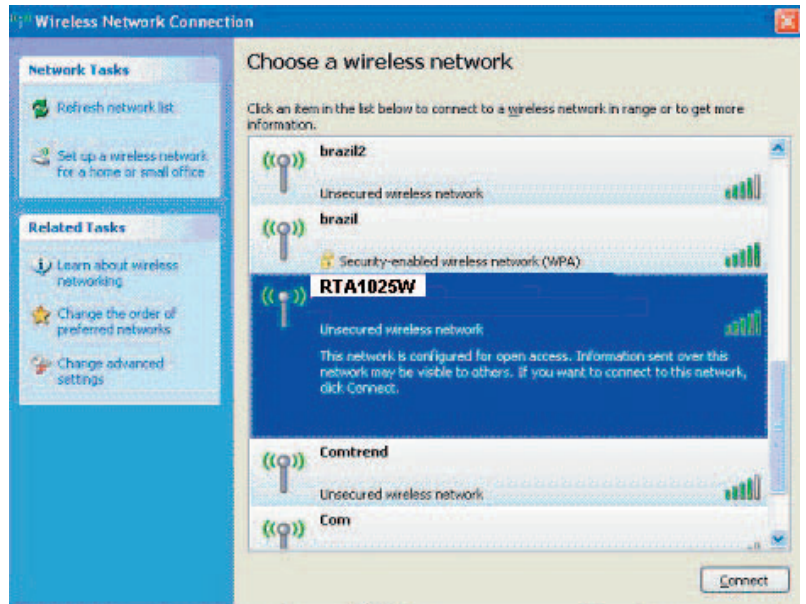 Wireless Network Connection
Network Tasks
Refresh network list
Set up a wireless network
for a home or small office
Related Tasks
Learn about wireless
networking
Change the order of
preferred networks
Change advanced
settings
Choose a wireless network
Click an item in the list below to connect to a wireless network in range or to get more
information.
brazil2
Unsecured wireless network
brazil
Security-enabled wireless network (WPA)
RTA1025W
Unsecured wireless network
This network is configured for open access. Information sent over this
network may be visible to others. If you want to connect to this network,
click Connect.
Comtrend
Unsecured wireless network
Com
Connect